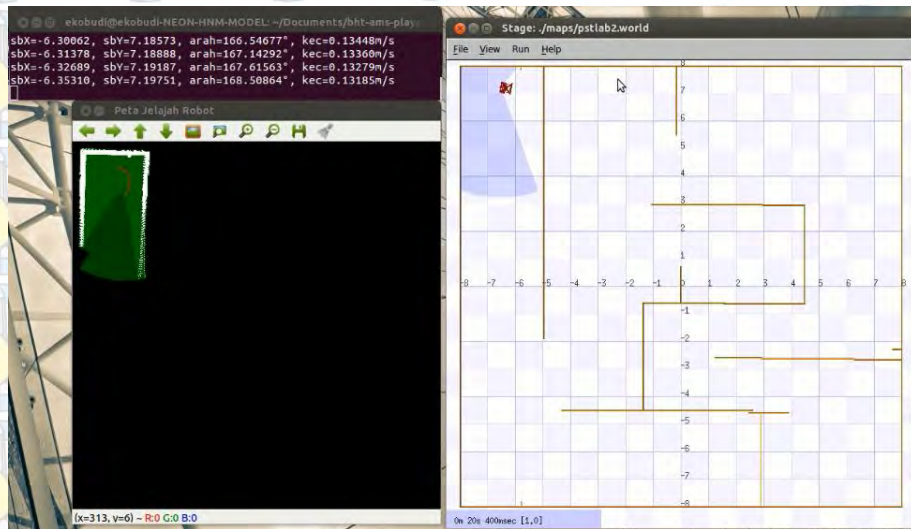 ekobudi@ekobudi-NEON-HNM-MODEL: ~/Documents/bht-ams-play
sbX=-6.30062, sbY=7.18573, arah=166.54677°, kec=0.13448m/s
sbX=-6.31378, sbY=7.18888, arah=167.14292°, kec=0.13360m/s
sbX=-6.32689, sbY=7.19187, arah=167.61563°, kec=0.13279m/s
sbX=-6.35310, sbY=7.19751, arah=168.50864°, kec=0.13185m/s
Peta Jelajah Robot
(x=313, y=6) ~ R:0 G:0 B:0
Stage: ./maps/pstlab2.world
File View Run Help
8
7
6
5
4
3
2
1
-8 -7 -6 -5 -4 -3 -2 -1 0 1 2 3 4 5 6 7 8
-1
-2
-3
-4
-5
-6
-7
-8
0m 20s 400msec [1.0]